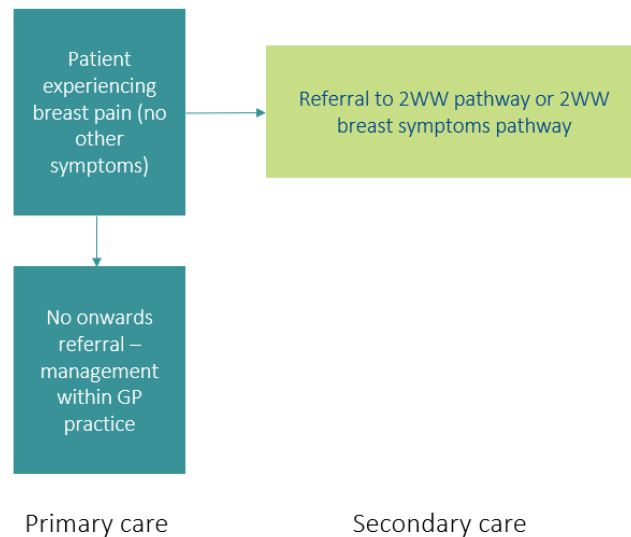 Patient
experiencing
breast pain (no
other
symptoms)
Referral to 2WW pathway or 2WW
breast symptoms pathway
No onwards
referral –
management
within GP
practice
Primary care
Secondary care